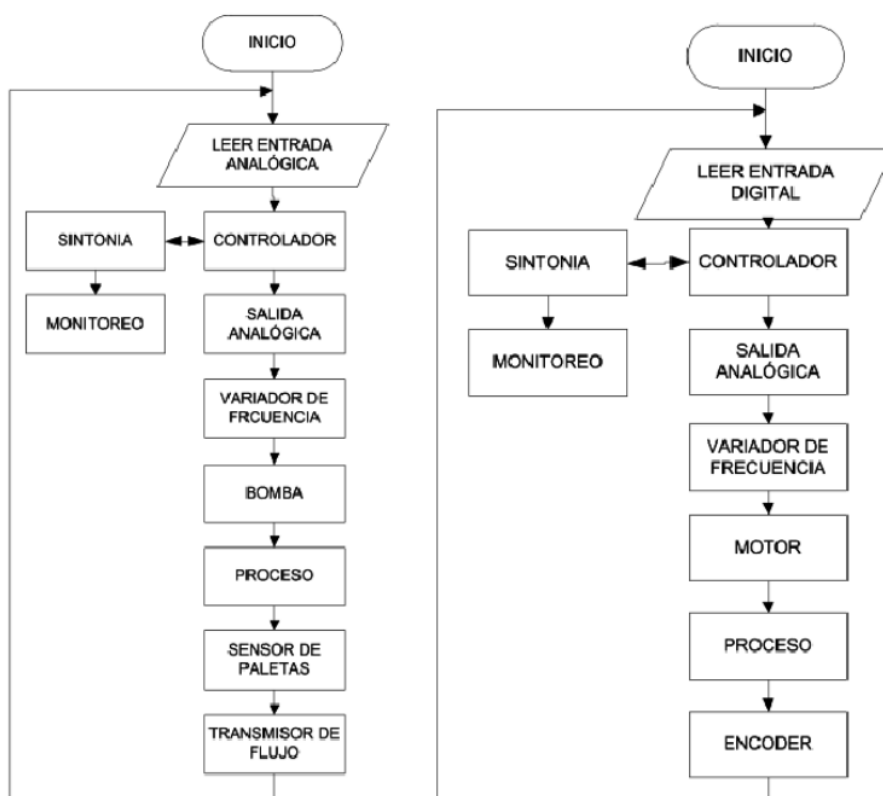 INICIO
LEER ENTRADA
ANALÓGICA
SINTONIA
CONTROLADOR
MONITOREO
SALIDA
ANALÓGICA
VARIADOR DE
FRCUENCIA
BOMBA
PROCESO
SENSOR DE
PALETAS
TRANSMISOR DE
FLUJO
INICIO
LEER ENTRADA
DIGITAL
SINTONIA
CONTROLADOR
MONITOREO
SALIDA
ANALÓGICA
VARIADOR DE
FRECUENCIA
MOTOR
PROCESO
ENCODER